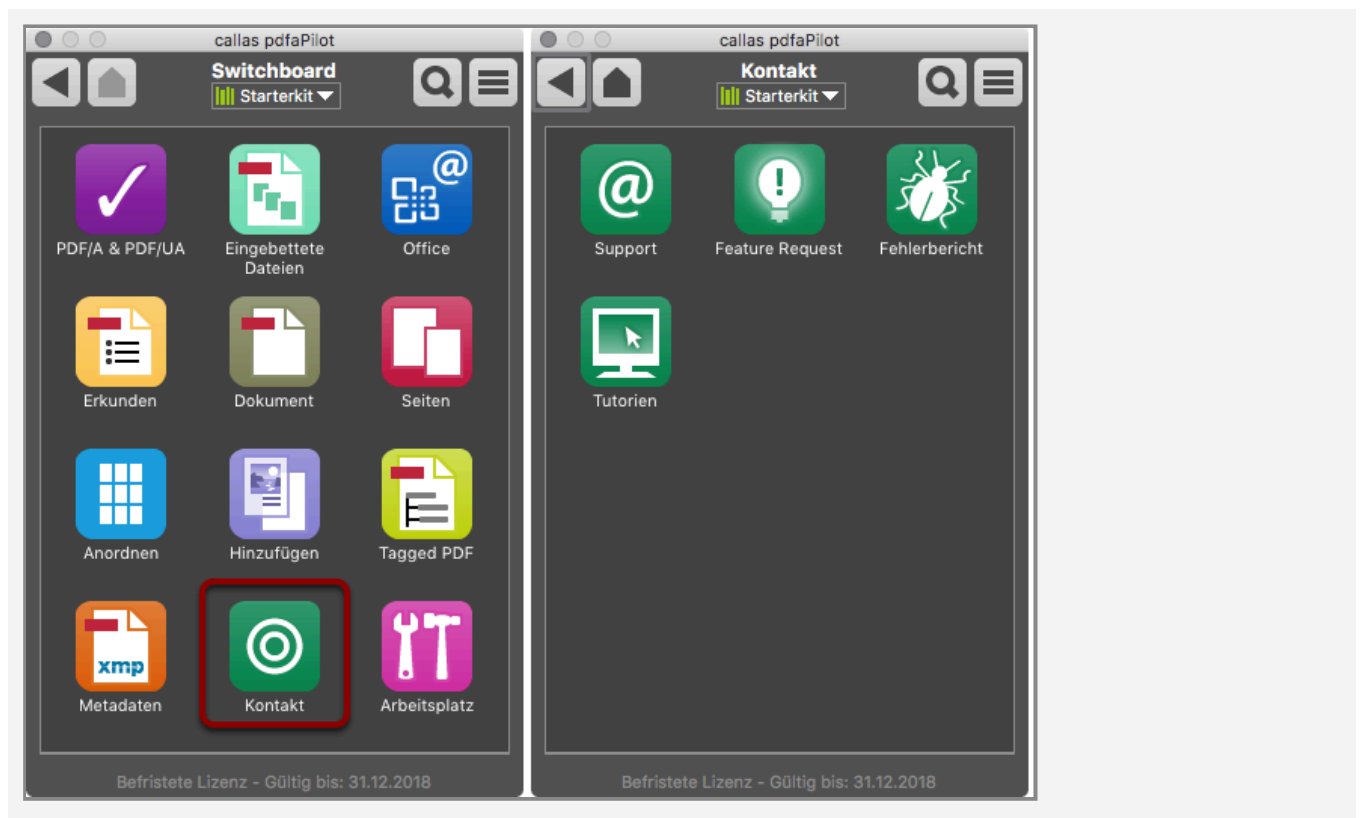 callas pdfaPilot
Switchboard
Starterkit
PDF/A & PDF/UA
Eingebettete
Dateien
@
Office
Erkunden
Dokument
Seiten
Anordnen
Hinzufügen
Tagged PDF
xmp
Metadaten
Kontakt
Arbeitsplatz
Befristete Lizenz - Gültig bis: 31.12.2018
callas pdfaPilot
Kontakt
Starterkit
@
Support
!
Feature Request
Fehlerbericht
Tutorien
Befristete Lizenz - Gültig bis: 31.12.2018